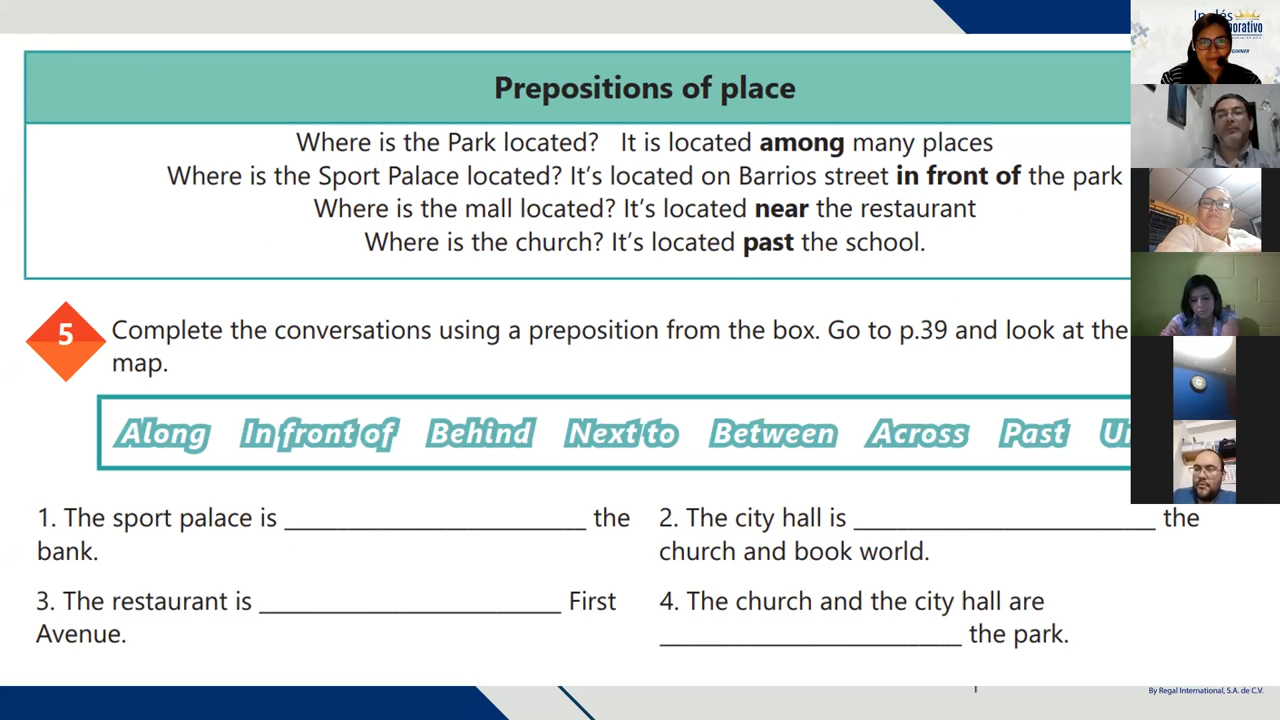 Prepositions of place
Where is the Park located? It is located among many places
Where is the Sport Palace located? It's located on Barrios street in front of the park
Where is the mall located? It's located near the restaurant
Where is the church? It's located past the school.
5
Complete the conversations using a preposition from the box. Go to p.39 and look at the
map.
Along In front of Behind Next to Between Across Past
1. The sport palace is ______________________ the
bank.
2. The city hall is ______________________ the
church and book world.
3. The restaurant is ______________________ First
Avenue.
4. The church and the city hall are
______________________ the park.
By Regal International, S.A. de C.V.